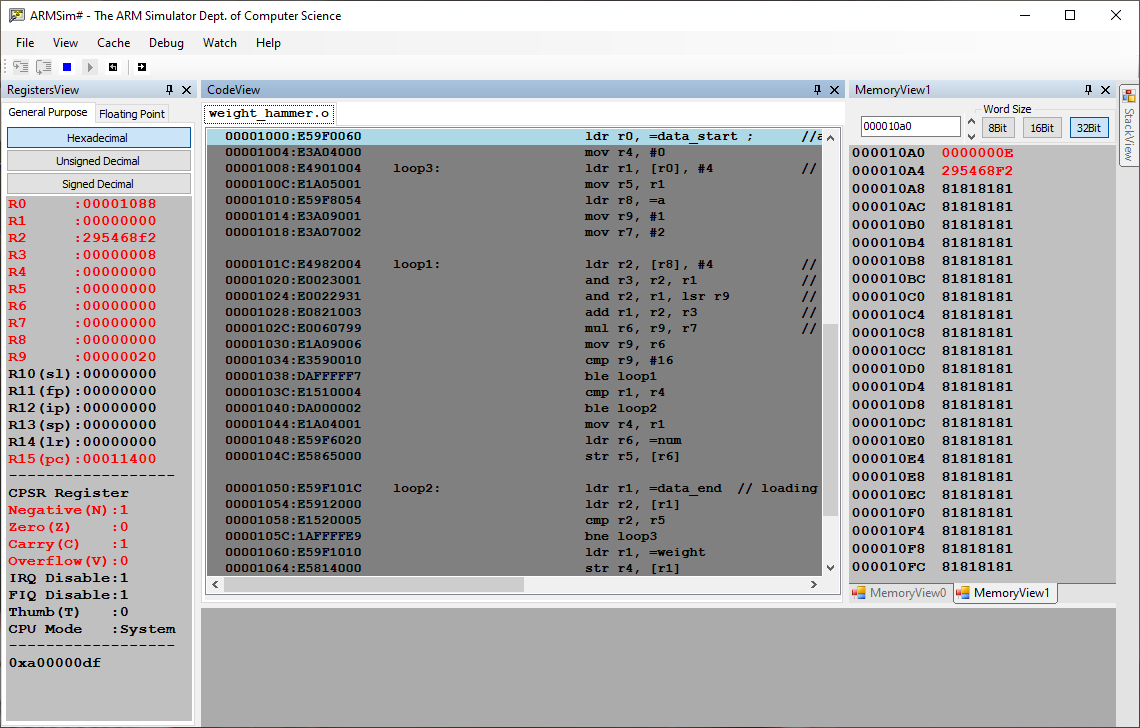 ARMSim# - The ARM Simulator Dept. of Computer Science
File View Cache Debug Watch Help
RegistersView
General Purpose Floating Point
Hexadecimal
Unsigned Decimal
Signed Decimal
R0 :00001088
R1 :00000000
R2 :295468f2
R3 :00000008
R4 :00000000
R5 :00000000
R6 :00000000
R7 :00000000
R8 :00000000
R9 :00000020
R10(sl):00000000
R11(fp):00000000
R12(ip):00000000
R13(sp):00000000
R14(lr):00000000
R15(pc):00011400
------------------
CPSR Register
Negative(N):1
Zero(Z) :0
Carry(C) :1
Overflow(V):0
IRQ Disable:1
FIQ Disable:1
Thumb(T) :0
CPU Mode :System
------------------
0xa00000df
CodeView
weight_hammer.o
00001000:E59F0060 ldr r0, =data_start ; //a
00001004:E3A04000 mov r4, #0
00001008:E4901004 loop3: ldr r1, [r0], #4 //
0000100C:E1A05001 mov r5, r1
00001010:E59F8054 ldr r8, =a
00001014:E3A09001 mov r9, #1
00001018:E3A07002 mov r7, #2
0000101C:E4982004 loop1: ldr r2, [r8], #4 //
00001020:E0023001 and r3, r2, r1 //
00001024:E0022931 and r2, r1, lsr r9 //
00001028:E0821003 add r1, r2, r3 //
0000102C:E0060799 mul r6, r9, r7 //
00001030:E1A09006 mov r9, r6
00001034:E3590010 cmp r9, #16
00001038:DAFFFFF7 ble loop1
0000103C:E1510004 cmp r1, r4
00001040:DA000002 ble loop2
00001044:E1A04001 mov r4, r1
00001048:E59F6020 ldr r6, =num
0000104C:E5865000 str r5, [r6]
00001050:E59F101C loop2: ldr r1, =data_end // loading
00001054:E5912000 ldr r2, [r1]
00001058:E1520005 cmp r2, r5
0000105C:1AFFFFE9 bne loop3
00001060:E59F1010 ldr r1, =weight
00001064:E5814000 str r4, [r1]
MemoryView1
Word Size
000010a0 8Bit 16Bit 32Bit
000010A0 0000000E
000010A4 295468F2
000010A8 81818181
000010AC 81818181
000010B0 81818181
000010B4 81818181
000010B8 81818181
000010BC 81818181
000010C0 81818181
000010C4 81818181
000010C8 81818181
000010CC 81818181
000010D0 81818181
000010D4 81818181
000010D8 81818181
000010DC 81818181
000010E0 81818181
000010E4 81818181
000010E8 81818181
000010EC 81818181
000010F0 81818181
000010F4 81818181
000010F8 81818181
000010FC 81818181
MemoryView0 MemoryView1
StackView